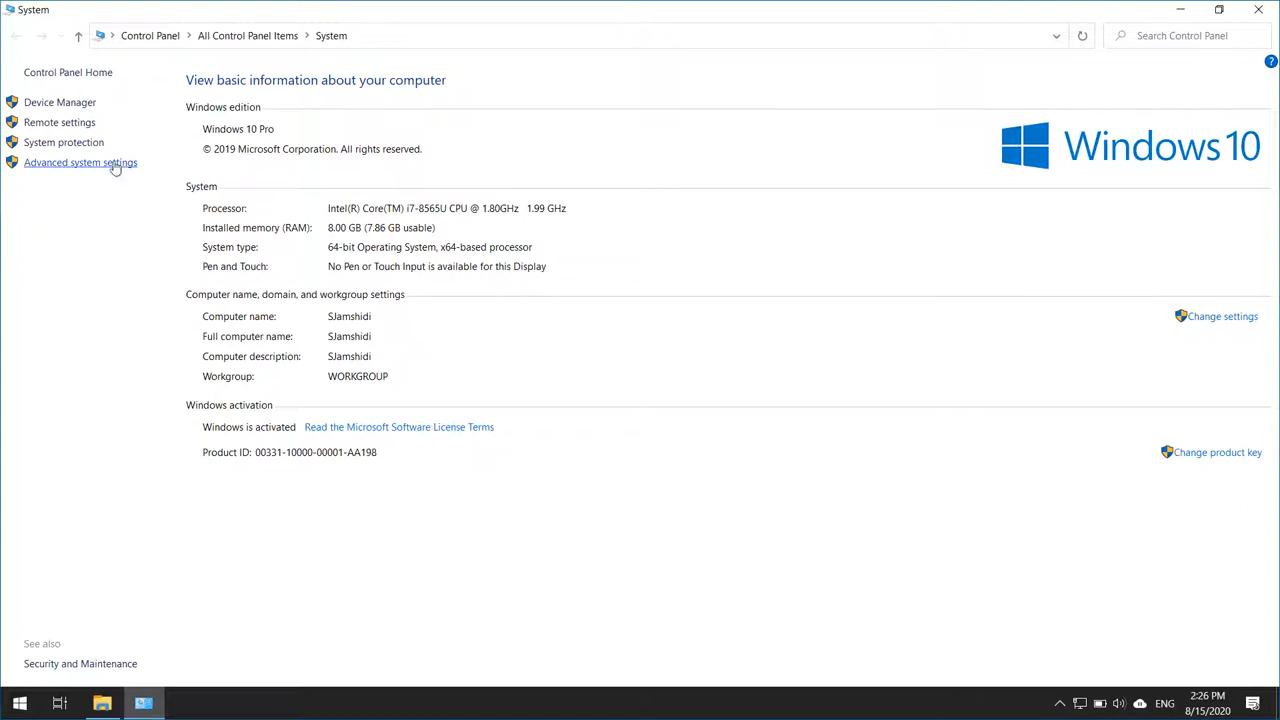 System
Control Panel
All Control Panel Items
System
Search Control Panel
Control Panel Home
Device Manager
Remote settings
System protection
Advanced system settings
View basic information about your computer
Windows edition
Windows 10 Pro
© 2019 Microsoft Corporation. All rights reserved.
Windows 10
System
Processor: Intel(R) Core(TM) i7-8565U CPU @ 1.80GHz 1.99 GHz
Installed memory (RAM): 8.00 GB (7.86 GB usable)
System type: 64-bit Operating System, x64-based processor
Pen and Touch: No Pen or Touch Input is available for this Display
Computer name, domain, and workgroup settings
Computer name: SJamshidi
Change settings
Full computer name: SJamshidi
Computer description: SJamshidi
Workgroup: WORKGROUP
Windows activation
Windows is activated Read the Microsoft Software License Terms
Product ID: 00331-10000-00001-AA198
Change product key
See also
Security and Maintenance
ENG
2:26 PM
8/15/2020